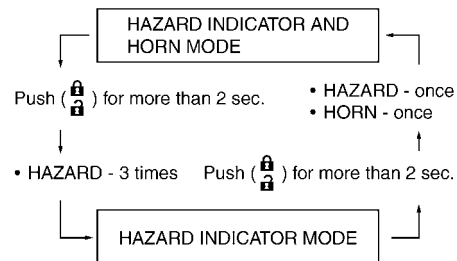 HAZARD INDICATOR AND
HORN MODE
Push ( ) for more than 2 sec.
• HAZARD - once
• HORN - once
• HAZARD - 3 times
Push ( ) for more than 2 sec.
HAZARD INDICATOR MODE